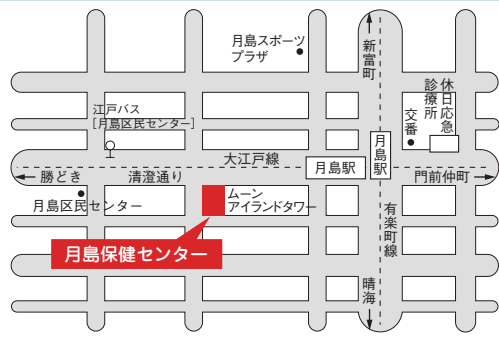 月島スポーツ
プラザ
新富町
休日応急
診療所
交番
江戸バス
[月島区民センター]
大江戸線
月島駅
月島駅
勝どき
清澄通り
門前仲町
月島区民センター
ムーン
アイランドタワー
有楽町線
月島保健センター
晴海